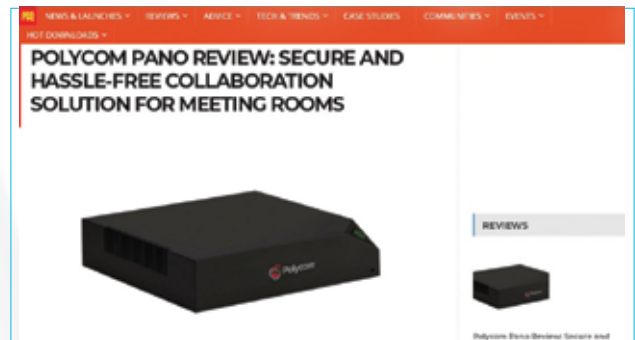 PCQ NEWS & LAUNCHES REVIEWS ADVICE TECH & TRENDS CASE STUDIES COMMUNITIES EVENTS
HOT DOWNLOADS
POLYCOM PANO REVIEW: SECURE AND
HASSLE-FREE COLLABORATION
SOLUTION FOR MEETING ROOMS
REVIEWS
Polycom
Polycom Pano Review: Secure and